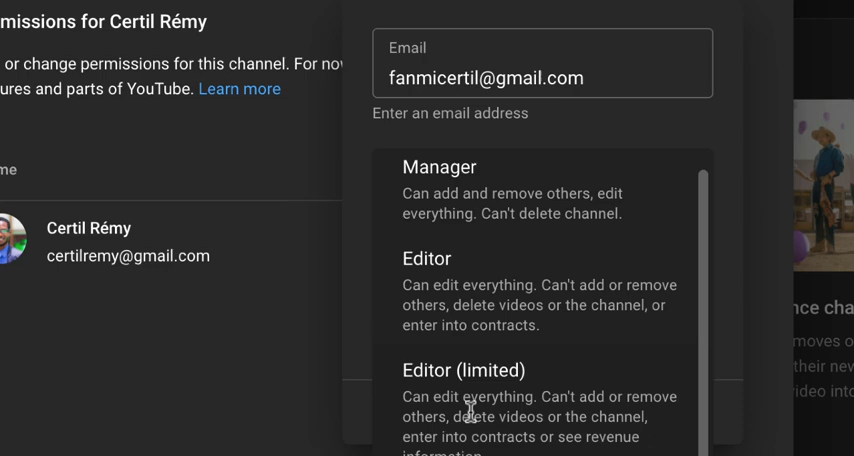 missions for Certil Rémy
or change permissions for this channel. For now
ures and parts of YouTube. Learn more
me
Certil Rémy
certilremy@gmail.com
Email
fanmicertil@gmail.com
Enter an email address
Manager
Can add and remove others, edit
everything. Can't delete channel.
Editor
Can edit everything. Can't add or remove
others, delete videos or the channel, or
enter into contracts.
Editor (limited)
Can edit everything. Can't add or remove
others, delete videos or the channel,
enter into contracts or see revenue
information.
nce cha
moves o
their new
video into